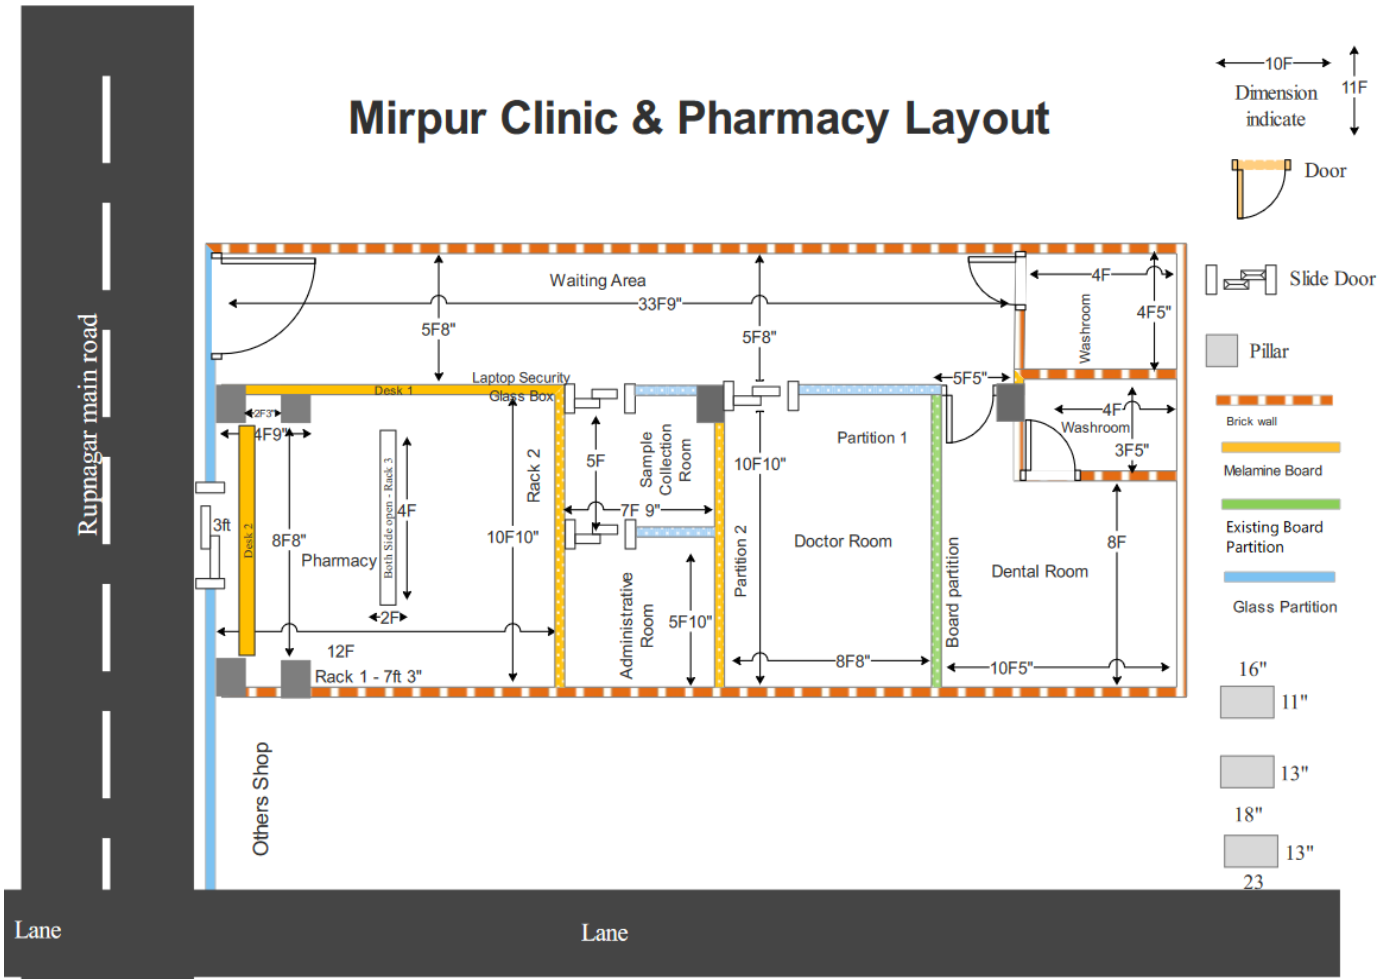 Mirpur Clinic & Pharmacy Layout
10F
11F
Dimension
indicate
Door
Slide Door
Pillar
Brick wall
Melamine Board
Existing Board
Partition
Glass Partition
16"
11"
13"
18"
13"
23
Rupnagar main road
Waiting Area
33F9"
5F8"
5F8"
4F
4F5"
Washroom
5F5"
4F
Washroom
3F5"
Laptop Security
Glass Box
Desk 1
2F3"
4F9"
Rack 2
5F
Sample
Collection
Room
7F 9"
10F10"
Partition 1
3ft
Desk 2
8F8"
Pharmacy
Both Side open - Rack 3
4F
2F
10F10"
12F
Rack 1 - 7ft 3"
Administrative
Room
5F10"
Partition 2
Doctor Room
8F8"
Board partition
Dental Room
8F
10F5"
Others Shop
Lane
Lane